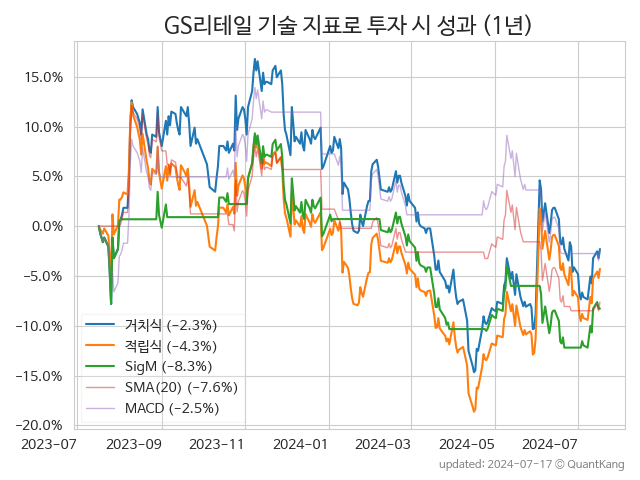 GS리테일 기술 지표로 투자 시 성과 (1년)
15.0%
10.0%
5.0%
0.0%
−5.0%
−10.0%
−15.0%
−20.0%
거치식 (−2.3%)
적립식 (−4.3%)
SigM (−8.3%)
SMA(20) (−7.6%)
MACD (−2.5%)
2023-07 2023-09 2023-11 2024-01 2024-03 2024-05 2024-07
updated: 2024-07-17 ⓒ QuantKang